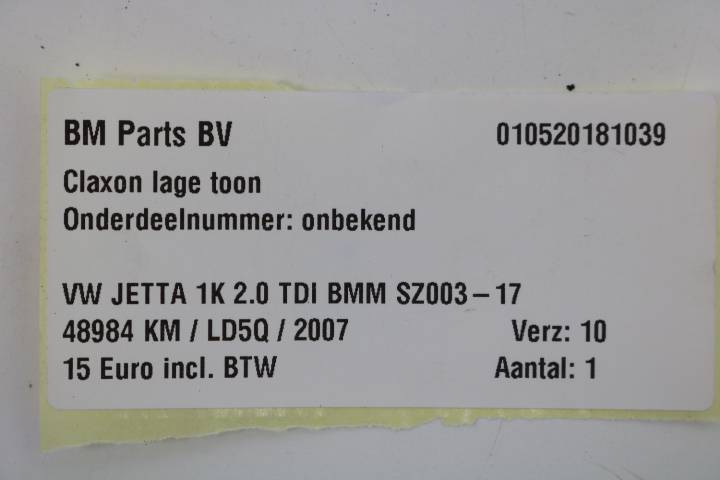 BM Parts BV 010520181039
Claxon lage toon
Onderdeelnummer: onbekend
VW JETTA 1K 2.0 TDI BMM SZ003-17
48984 KM / LD5Q / 2007 Verz: 10
15 Euro incl. BTW Aantal: 1